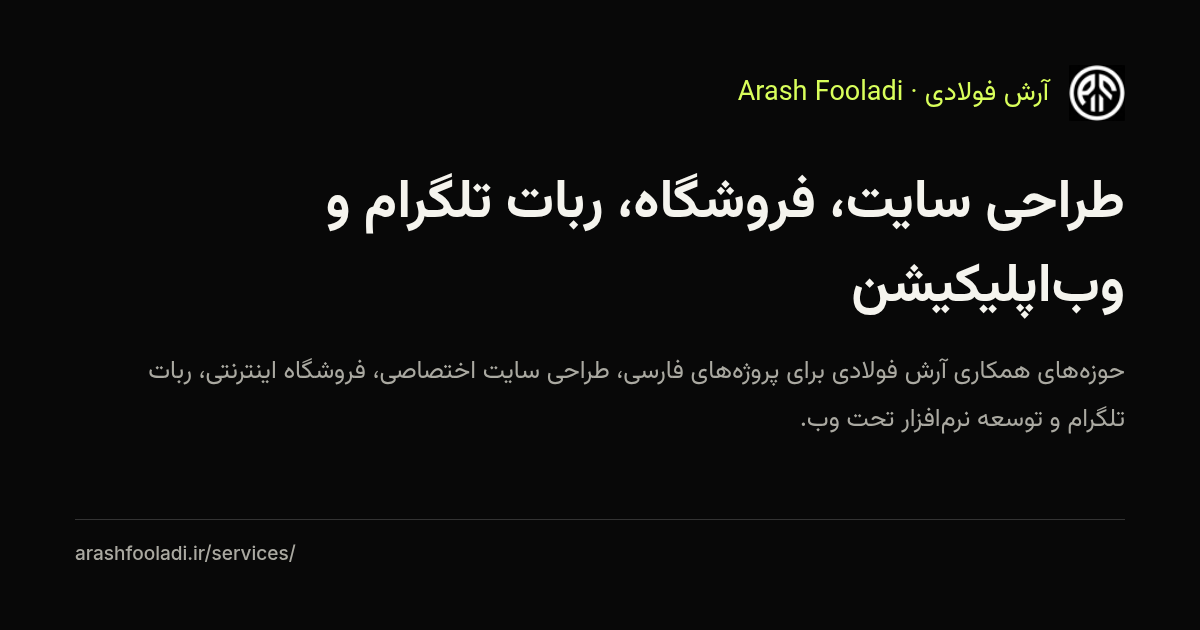 آرش فولادی · Arash Fooladi
طراحی سایت، فروشگاه، ربات تلگرام و
وب‌اپلیکیشن
حوزه‌های همکاری آرش فولادی برای پروژه‌های فارسی، طراحی سایت اختصاصی، فروشگاه اینترنتی، ربات
تلگرام و توسعه نرم‌افزار تحت وب.
arashfooladi.ir/services/